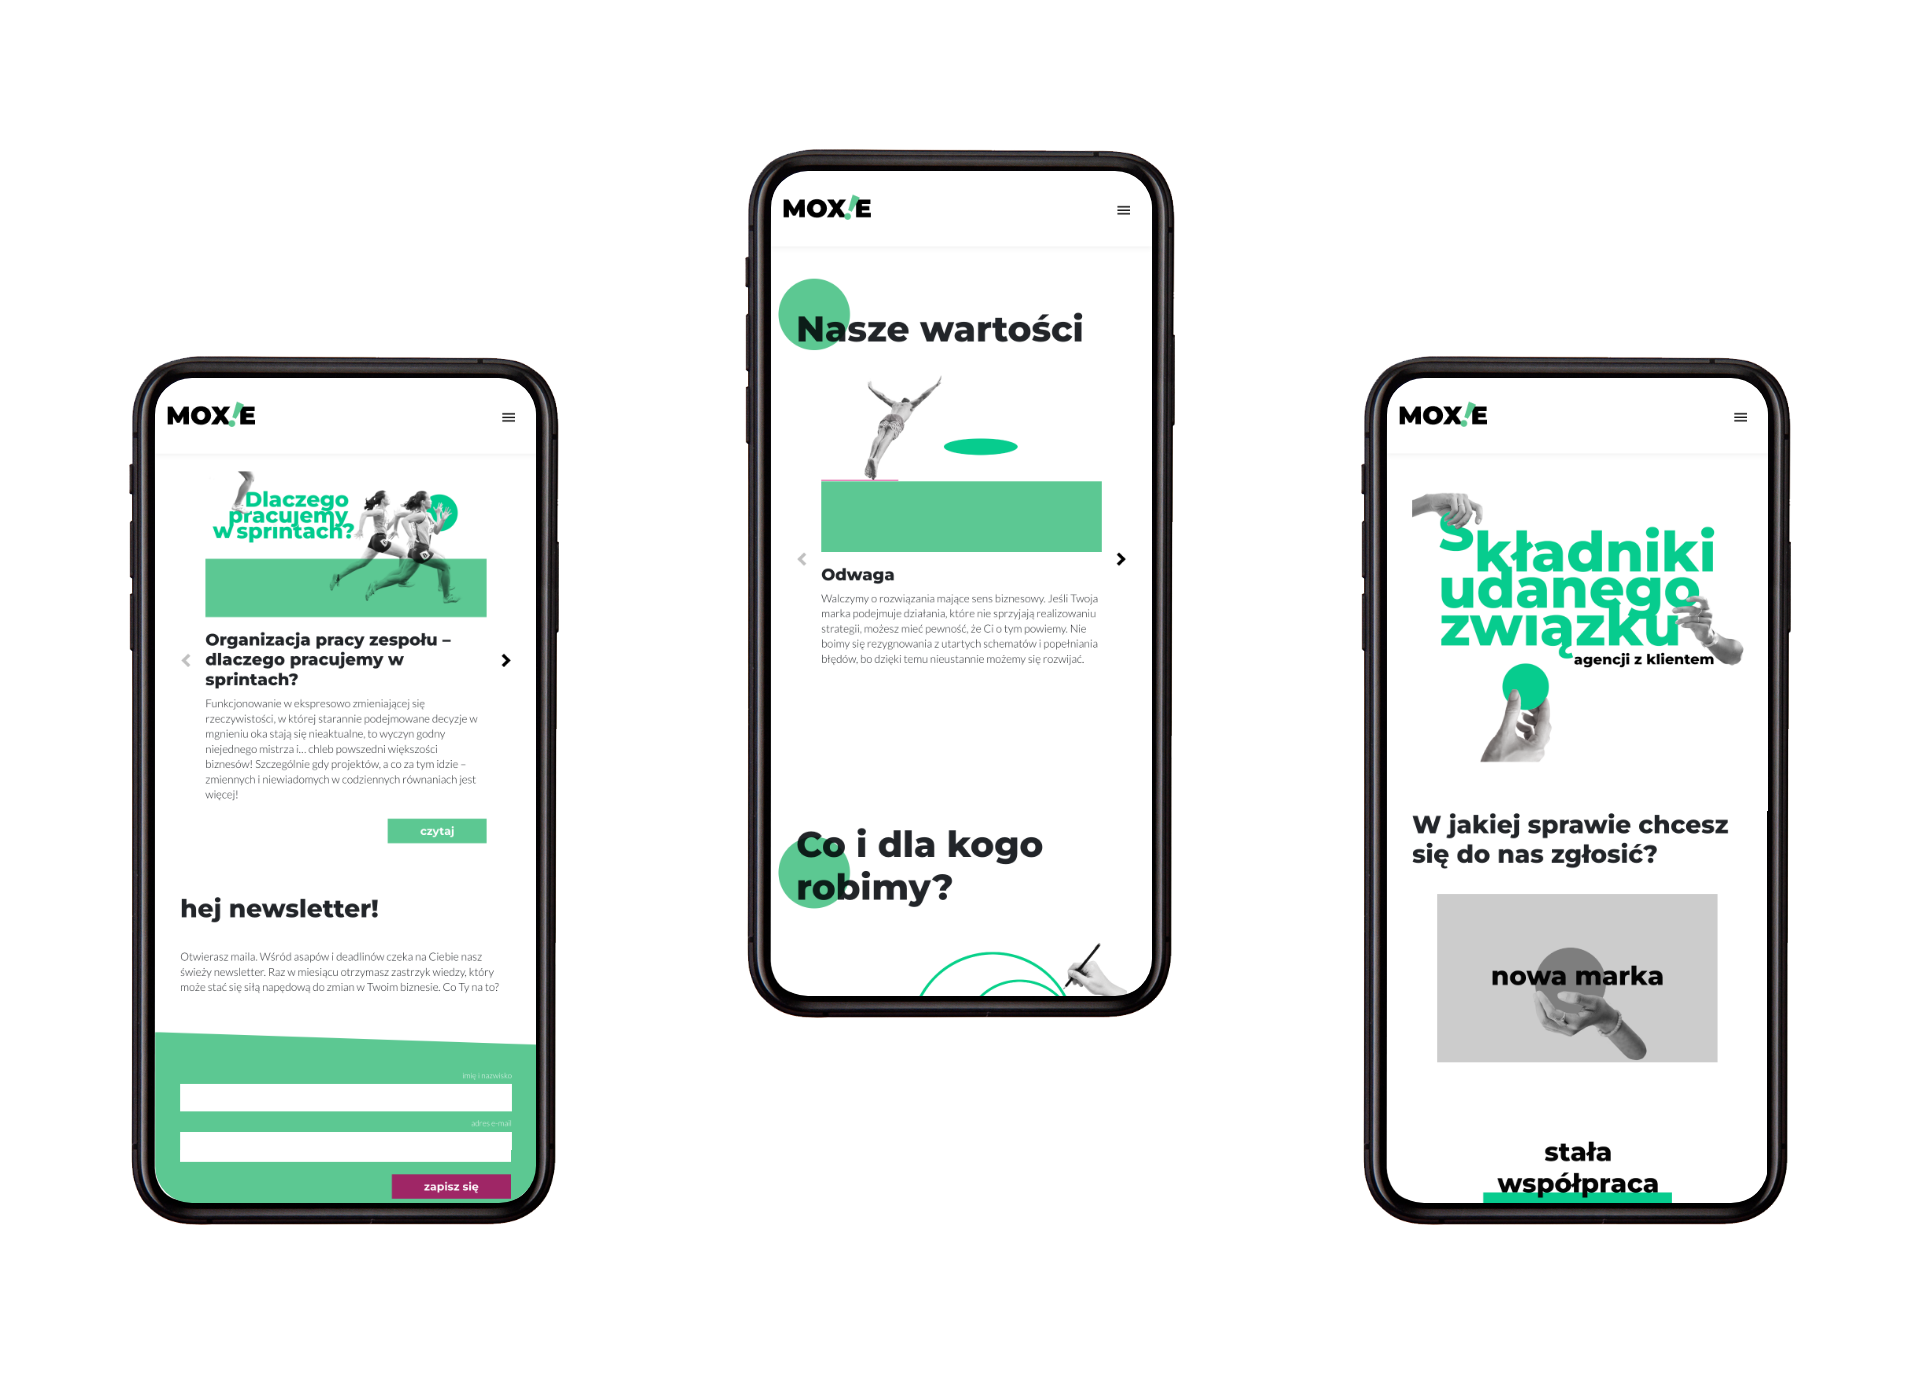 MOX!E
Dlaczego
pracujemy
w sprintach?
Organizacja pracy zespołu –
dlaczego pracujemy w
sprintach?
Funkcjonowanie w ekspresowo zmieniającej się
rzeczywistości, w której starannie podejmowane decyzje w
mgnieniu oka stają się nieaktualne, to wyczyn godny
niejednego mistrza i... chleb powszedni większości
biznesów! Szczególnie gdy projektów, a co za tym idzie –
zmiennych i niewiadomych w codziennych równaniach jest
więcej!
czytaj
hej newsletter!
Otwierasz maila. Wśród asapów i deadlinów czeka na Ciebie nasz
świeży newsletter. Raz w miesiącu otrzymasz zastrzyk wiedzy, który
może stać się siłą napędową do zmian w Twoim biznesie. Co Ty na to?
imię i nazwisko
adres e-mail
zapisz się
MOX!E
Nasze wartości
Odwaga
Walczymy o rozwiązania mające sens biznesowy. Jeśli Twoja
marka podejmuje działania, które nie sprzyjają realizowaniu
strategii, możesz mieć pewność, że Ci o tym powiemy. Nie
boimy się rezygnowania z utartych schematów i popełniania
błędów, bo dzięki temu nieustannie możemy się rozwijać.
Co i dla kogo
robimy?
MOX!E
Składniki
udanego
związku
agencji z klientem
W jakiej sprawie chcesz
się do nas zgłosić?
nowa marka
stała
współpraca